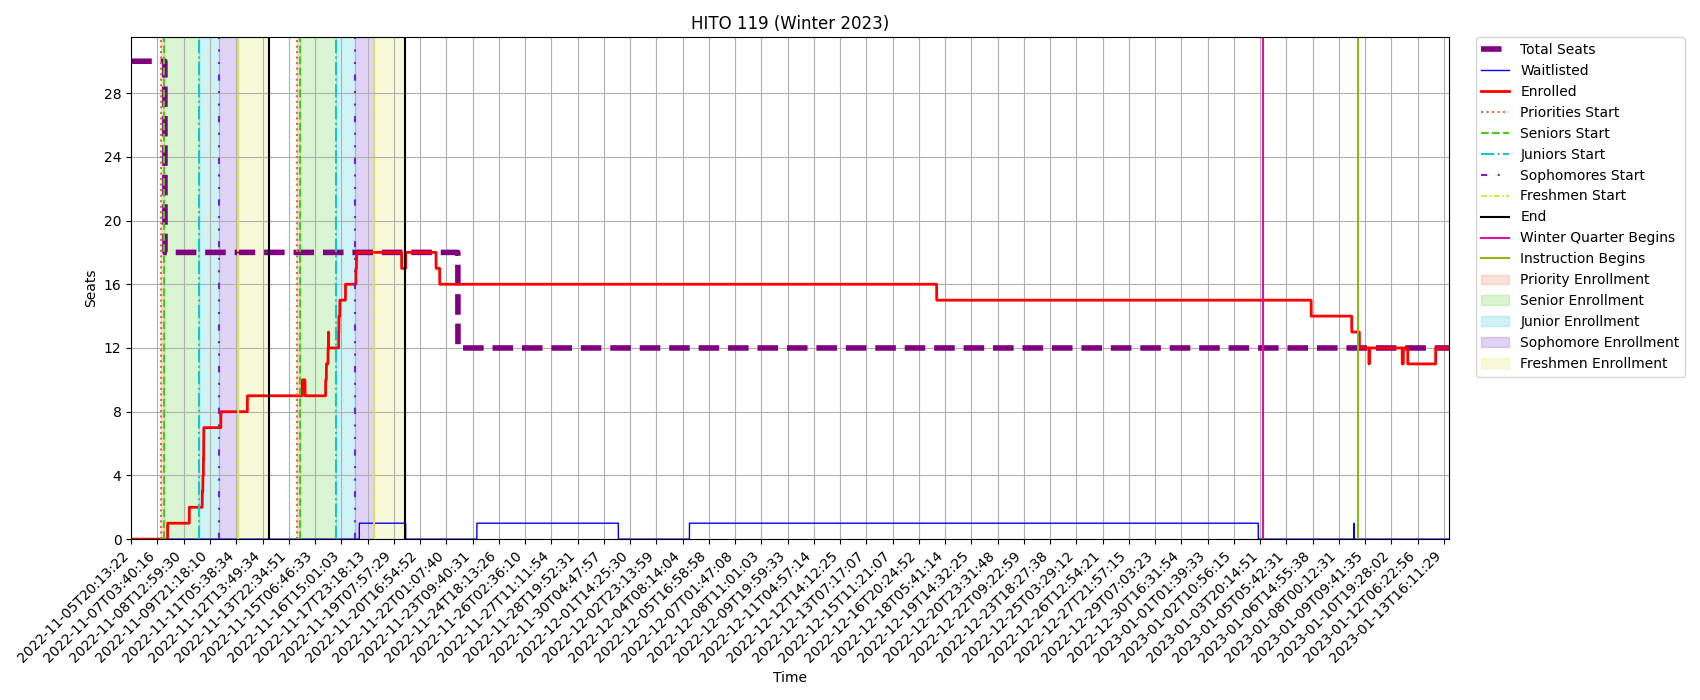 HITO 119 (Winter 2023)
Seats
28
24
20
16
12
8
4
0
2022-11-05T20:13:22
2022-11-07T03:40:16
2022-11-08T12:59:30
2022-11-09T21:18:10
2022-11-11T05:38:34
2022-11-12T13:49:34
2022-11-13T22:34:51
2022-11-15T06:46:33
2022-11-16T15:01:03
2022-11-17T23:18:13
2022-11-19T07:57:29
2022-11-20T16:54:52
2022-11-22T01:07:40
2022-11-23T09:40:31
2022-11-24T18:13:26
2022-11-26T02:36:10
2022-11-27T11:11:54
2022-11-28T19:52:31
2022-11-30T04:47:57
2022-12-01T14:25:30
2022-12-02T23:13:59
2022-12-04T08:14:04
2022-12-05T16:58:58
2022-12-07T01:47:08
2022-12-08T11:01:03
2022-12-09T19:59:33
2022-12-11T04:57:14
2022-12-12T14:12:25
2022-12-13T17:17:07
2022-12-15T11:21:07
2022-12-16T20:24:52
2022-12-18T05:41:14
2022-12-19T14:32:25
2022-12-20T23:31:48
2022-12-22T09:22:59
2022-12-23T18:27:38
2022-12-25T03:29:12
2022-12-26T12:54:21
2022-12-27T21:57:15
2022-12-29T07:03:23
2022-12-30T16:31:54
2023-01-01T01:39:33
2023-01-02T10:56:15
2023-01-03T20:14:51
2023-01-05T05:42:31
2023-01-06T14:55:38
2023-01-08T00:12:31
2023-01-09T09:41:35
2023-01-10T19:28:02
2023-01-12T06:22:56
2023-01-13T16:11:29
Time
Total Seats
Waitlisted
Enrolled
Priorities Start
Seniors Start
Juniors Start
Sophomores Start
Freshmen Start
End
Winter Quarter Begins
Instruction Begins
Priority Enrollment
Senior Enrollment
Junior Enrollment
Sophomore Enrollment
Freshmen Enrollment